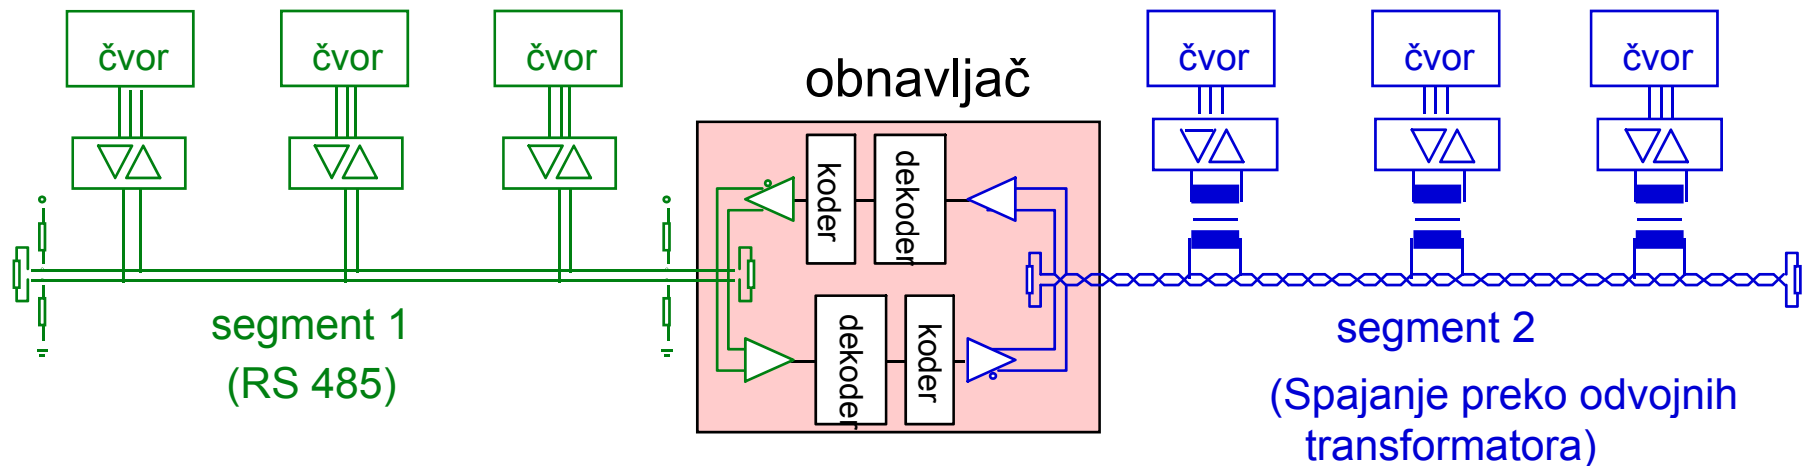 čvor
čvor
čvor
obnavljač
čvor
čvor
čvor
koder
dekoder
dekoder
koder
segment 1
(RS 485)
segment 2
(Spajanje preko odvojnih
transformatora)